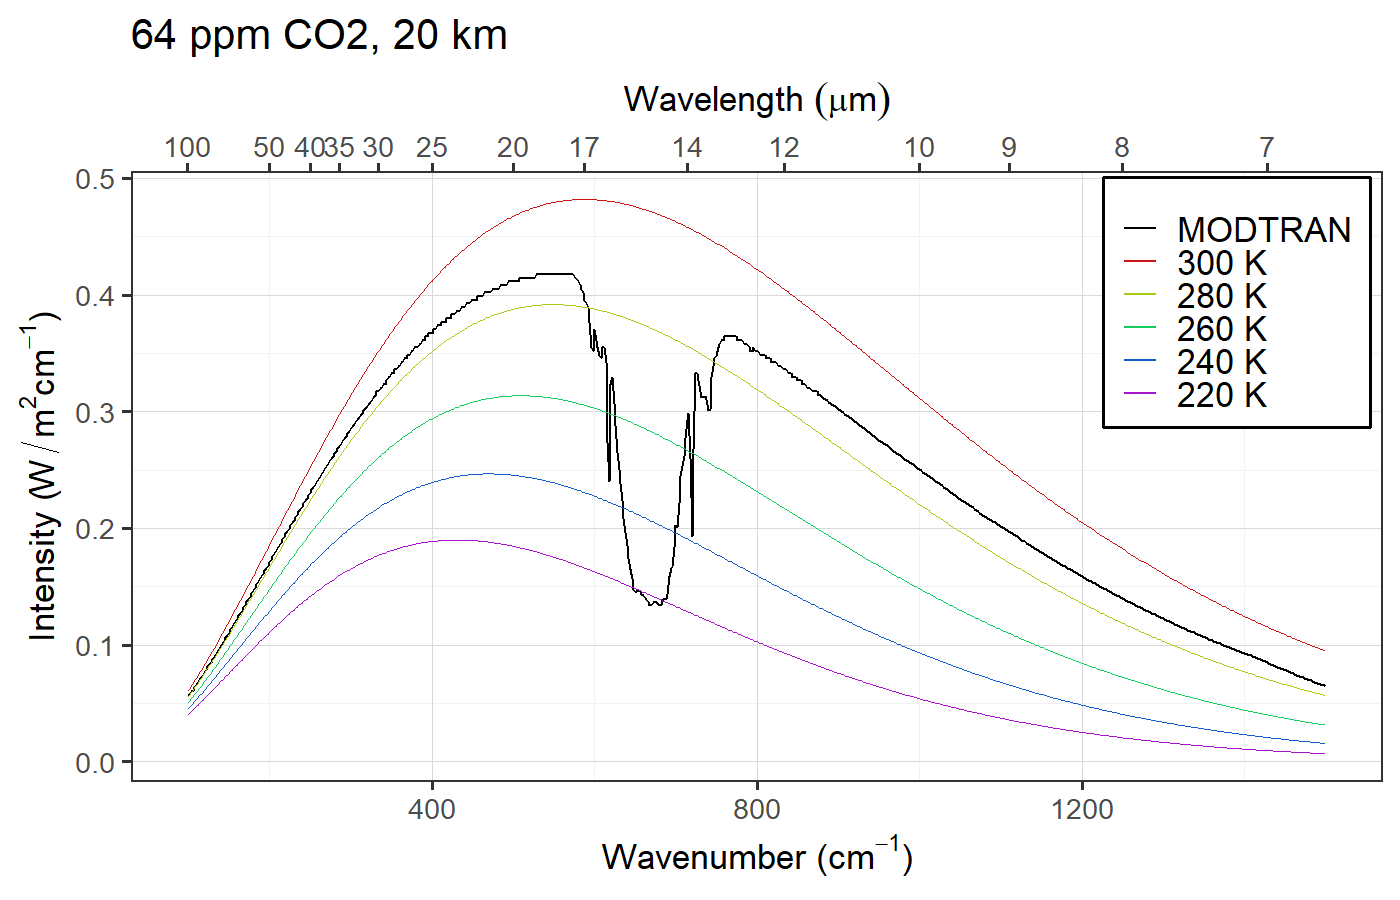 64 ppm CO2, 20 km
Wavelength (μm)
100 50 40 35 30 25 20 17 14 12 10 9 8 7
0.5
0.4
0.3
0.2
0.1
0.0
Intensity (W / m² cm⁻¹)
MODTRAN
300 K
280 K
260 K
240 K
220 K
400 800 1200
Wavenumber (cm⁻¹)